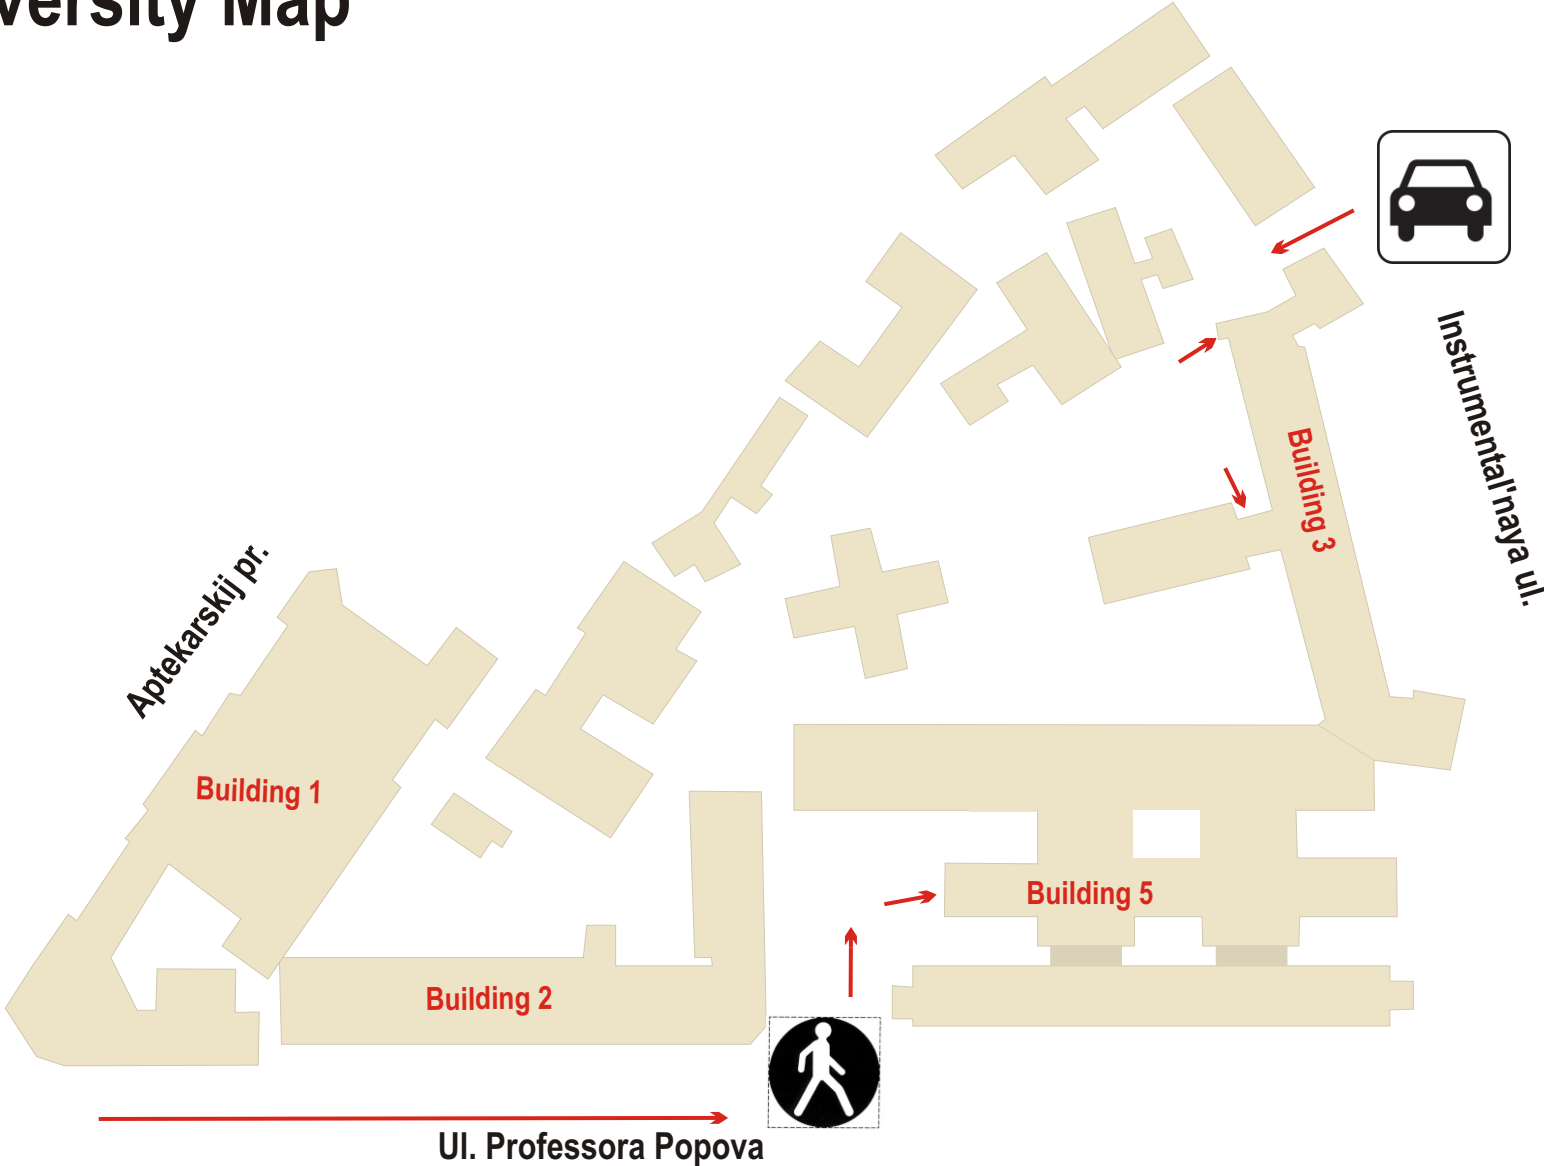 versity Map
Instrumental'naya ul.
Building 3
Aptekarskij pr.
Building 1
Building 5
Building 2
Ul. Professora Popova